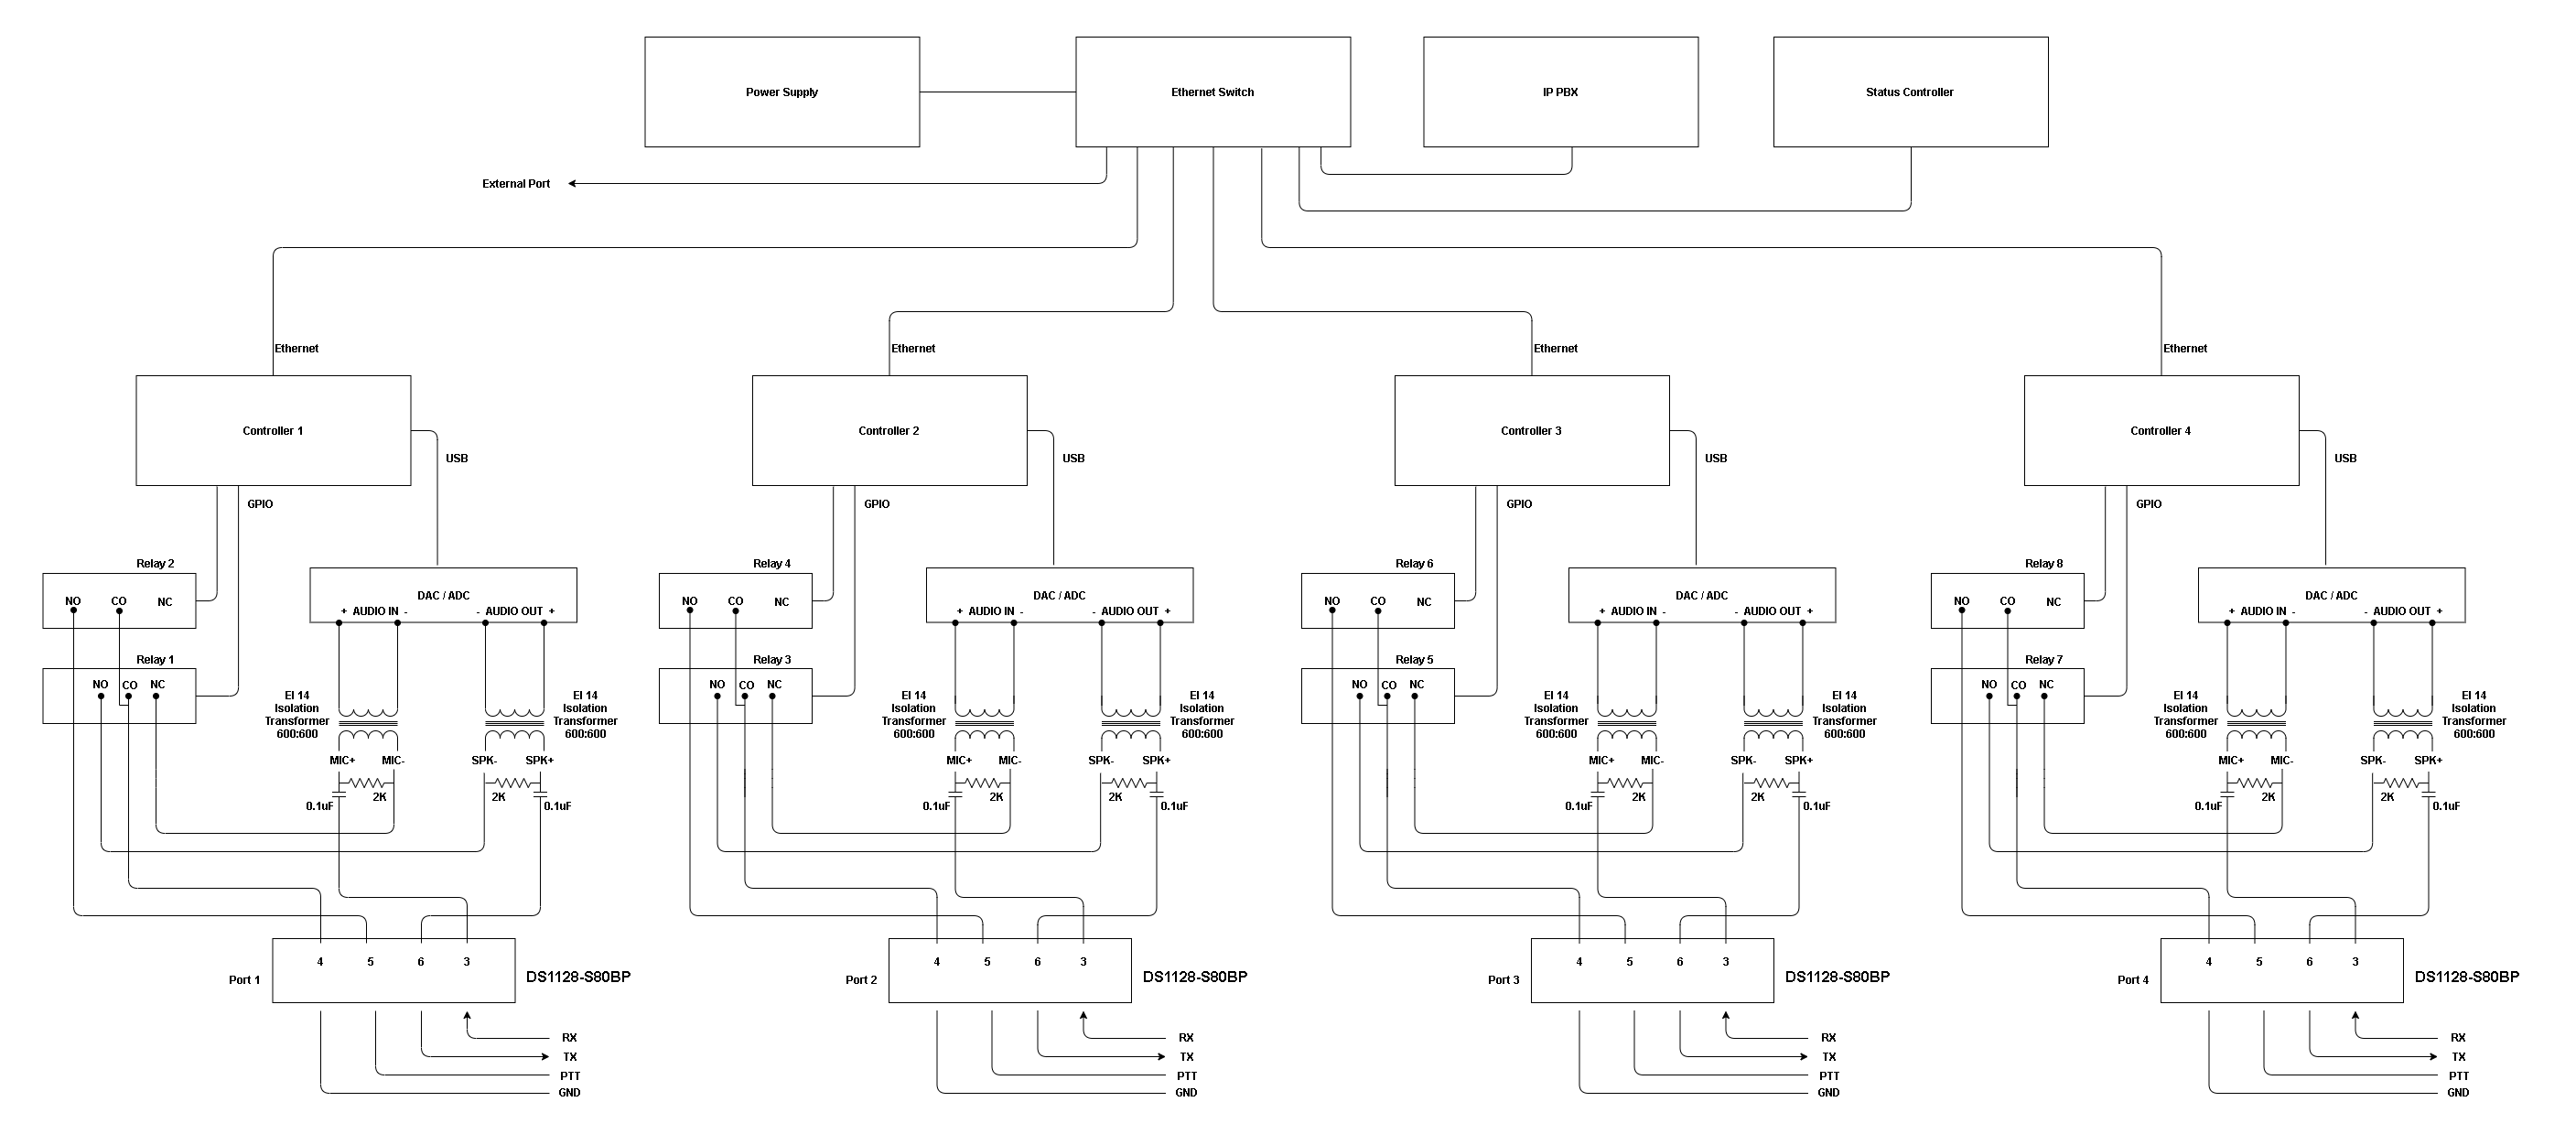 Power Supply
Ethernet Switch
IP PBX
Status Controller
External Port
Ethernet
Ethernet
Ethernet
Ethernet
Controller 1
Controller 2
Controller 3
Controller 4
USB
USB
USB
USB
GPIO
GPIO
GPIO
GPIO
Relay 2
NO CO NC
Relay 1
NO CO NC
DAC / ADC
+ AUDIO IN - - AUDIO OUT +
EI 14
Isolation
Transformer
600:600
EI 14
Isolation
Transformer
600:600
MIC+ MIC- SPK- SPK+
2K 2K
0.1uF 0.1uF
Relay 4
NO CO NC
Relay 3
NO CO NC
DAC / ADC
+ AUDIO IN - - AUDIO OUT +
EI 14
Isolation
Transformer
600:600
EI 14
Isolation
Transformer
600:600
MIC+ MIC- SPK- SPK+
2K 2K
0.1uF 0.1uF
Relay 6
NO CO NC
Relay 5
NO CO NC
DAC / ADC
+ AUDIO IN - - AUDIO OUT +
EI 14
Isolation
Transformer
600:600
EI 14
Isolation
Transformer
600:600
MIC+ MIC- SPK- SPK+
2K 2K
0.1uF 0.1uF
Relay 8
NO CO NC
Relay 7
NO CO NC
DAC / ADC
+ AUDIO IN - - AUDIO OUT +
EI 14
Isolation
Transformer
600:600
EI 14
Isolation
Transformer
600:600
MIC+ MIC- SPK- SPK+
2K 2K
0.1uF 0.1uF
4 5 6 3
Port 1 DS1128-S80BP
RX
TX
PTT
GND
4 5 6 3
Port 2 DS1128-S80BP
RX
TX
PTT
GND
4 5 6 3
Port 3 DS1128-S80BP
RX
TX
PTT
GND
4 5 6 3
Port 4 DS1128-S80BP
RX
TX
PTT
GND